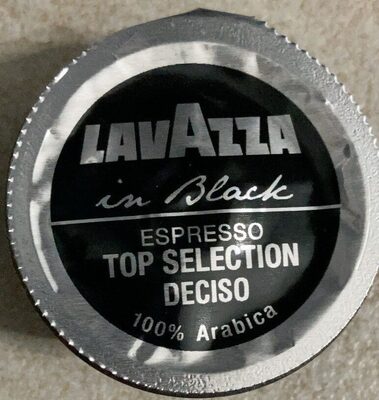 LAVAZZA
in Black
ESPRESSO
TOP SELECTION
DECISO
100% Arabica